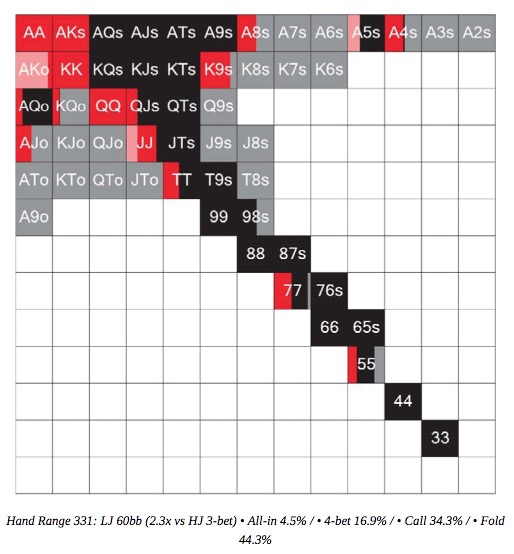 AA AKs AQs AJs ATs A9s A8s A7s A6s A5s A4s A3s A2s
AKo KK KQs KJs KTs K9s K8s K7s K6s
AQo KQo QQ QJs QTs Q9s
AJo KJo QJo JJ JTs J9s J8s
ATo KTo QTo JTo TT T9s T8s
A9o 99 98s
88 87s
77 76s
66 65s
55
44
33
Hand Range 331: LJ 60bb (2.3x vs HJ 3-bet) • All-in 4.5% / • 4-bet 16.9% / • Call 34.3% / • Fold
44.3%